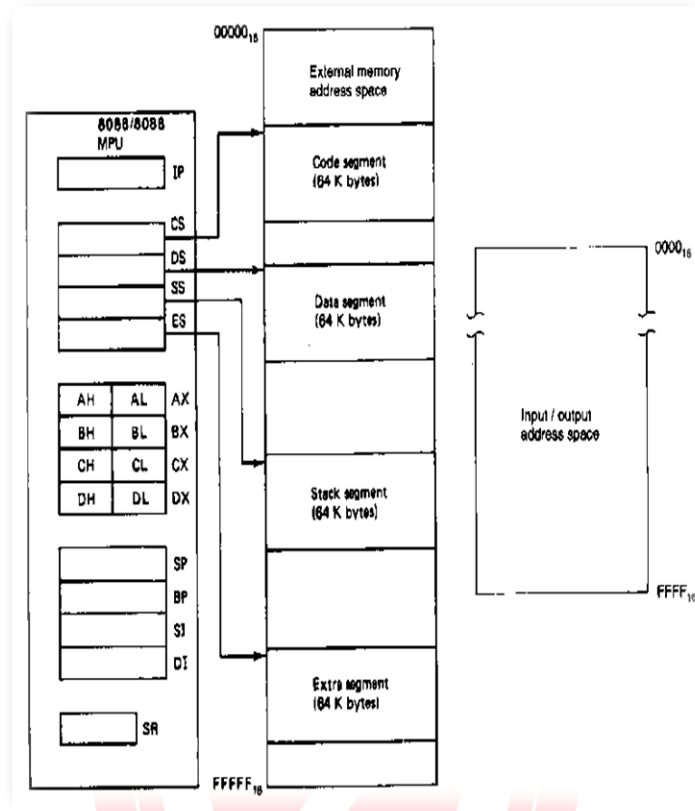 00000₁₆
External memory
address space
8088/8088
MPU
IP
Code segment
(64 K bytes)
CS
DS
SS
ES
0000₁₆
Data segment
(64 K bytes)
AH AL AX
BH BL BX
CH CL CX
DH DL DX
Input / output
address space
Stack segment
(64 K bytes)
SP
BP
SI
DI
FFFF₁₆
Extra segment
(64 K bytes)
SR
FFFFF₁₆